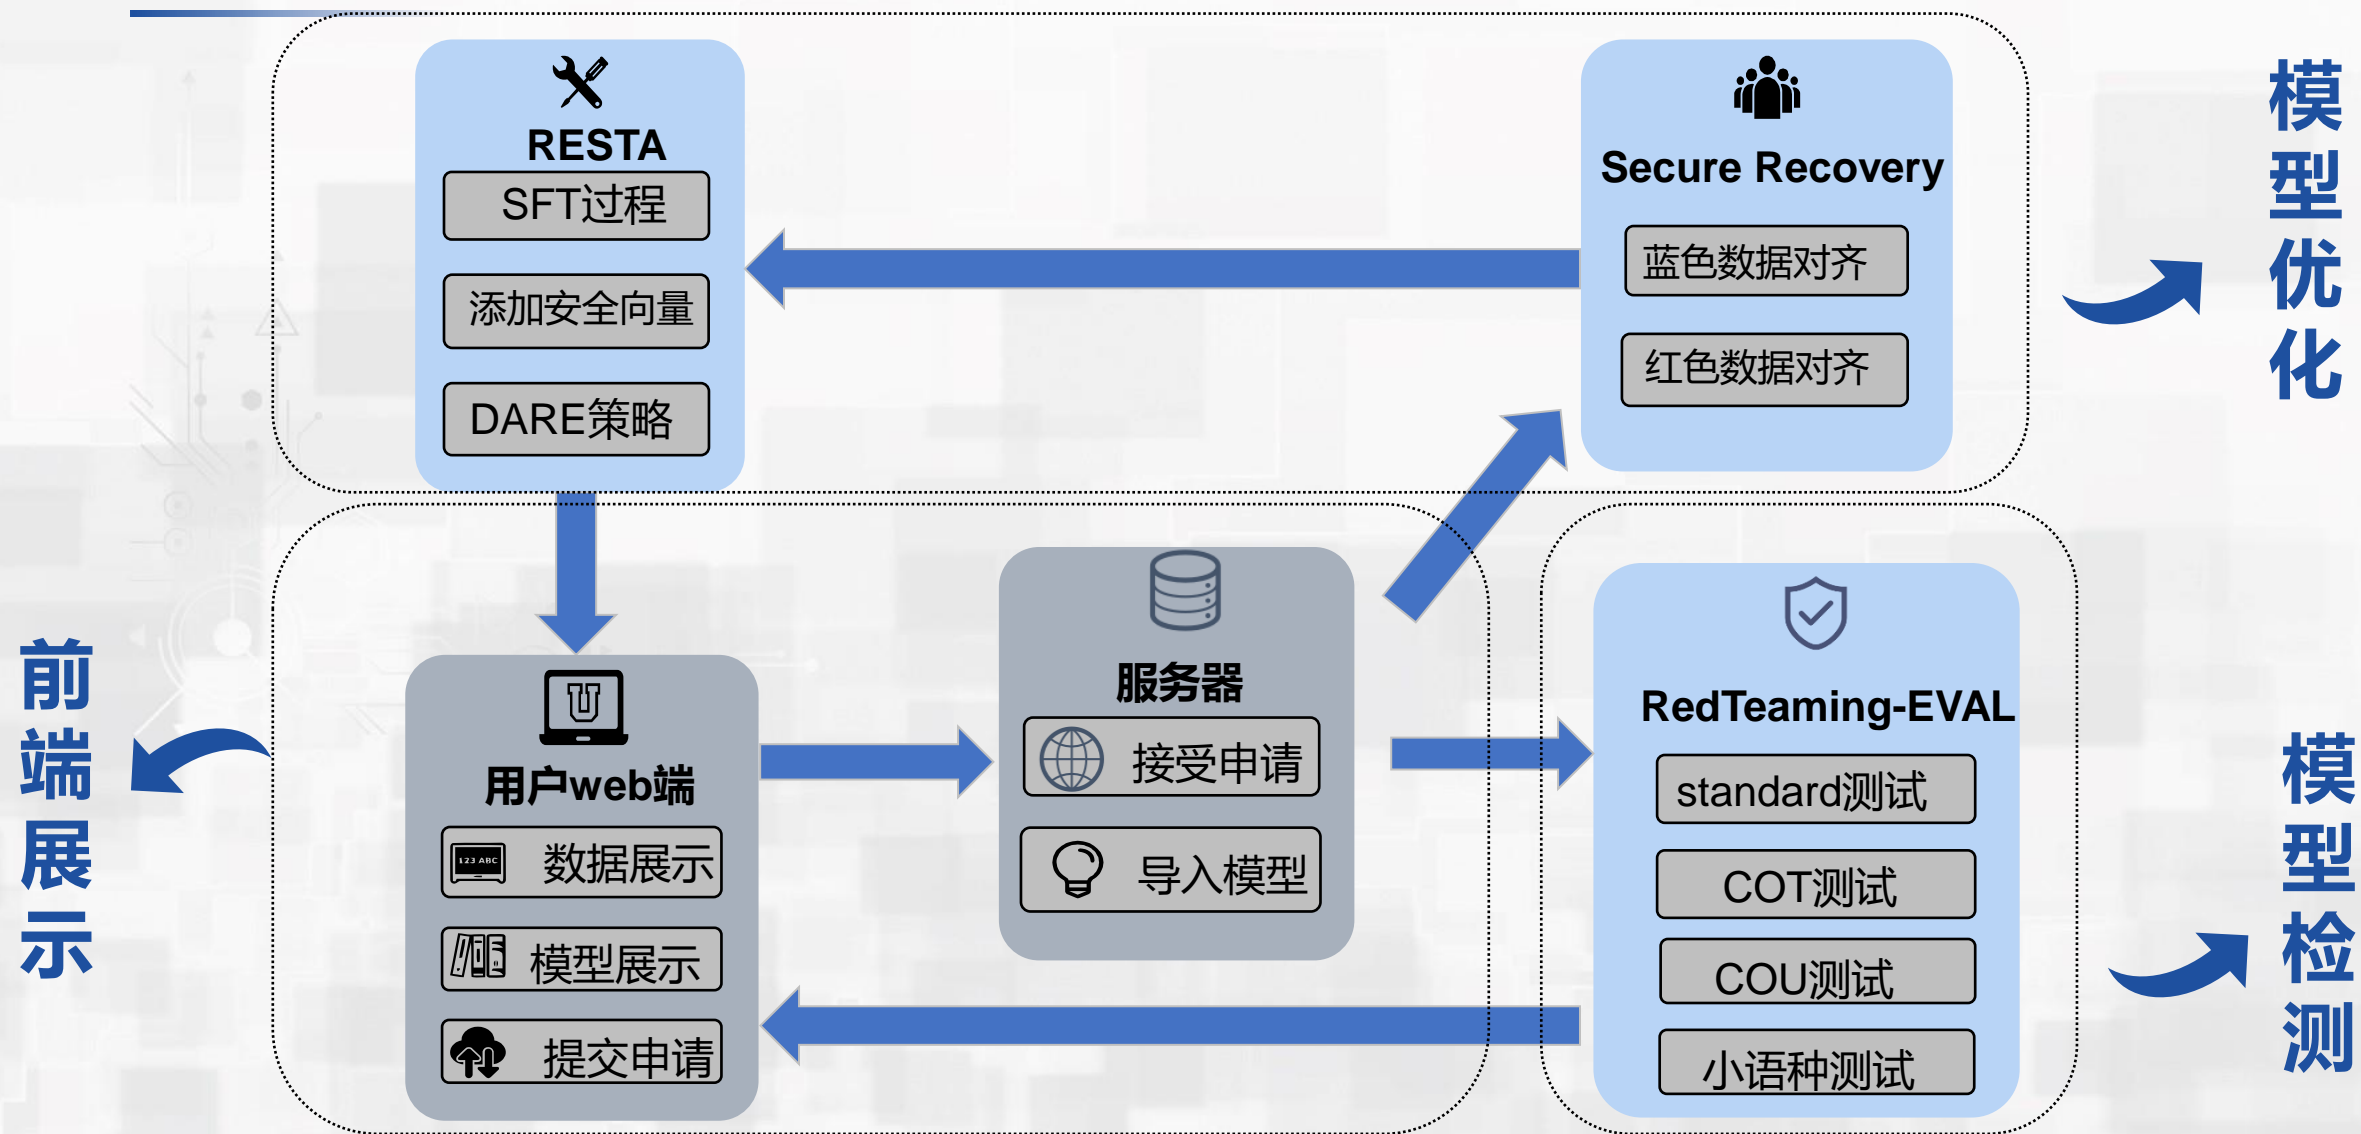 RESTA
SFT过程
添加安全向量
DARE策略
Secure Recovery
蓝色数据对齐
红色数据对齐
模型优化
前端展示
用户web端
123 ABC
数据展示
模型展示
提交申请
服务器
接受申请
导入模型
RedTeaming-EVAL
standard测试
COT测试
COU测试
小语种测试
模型检测